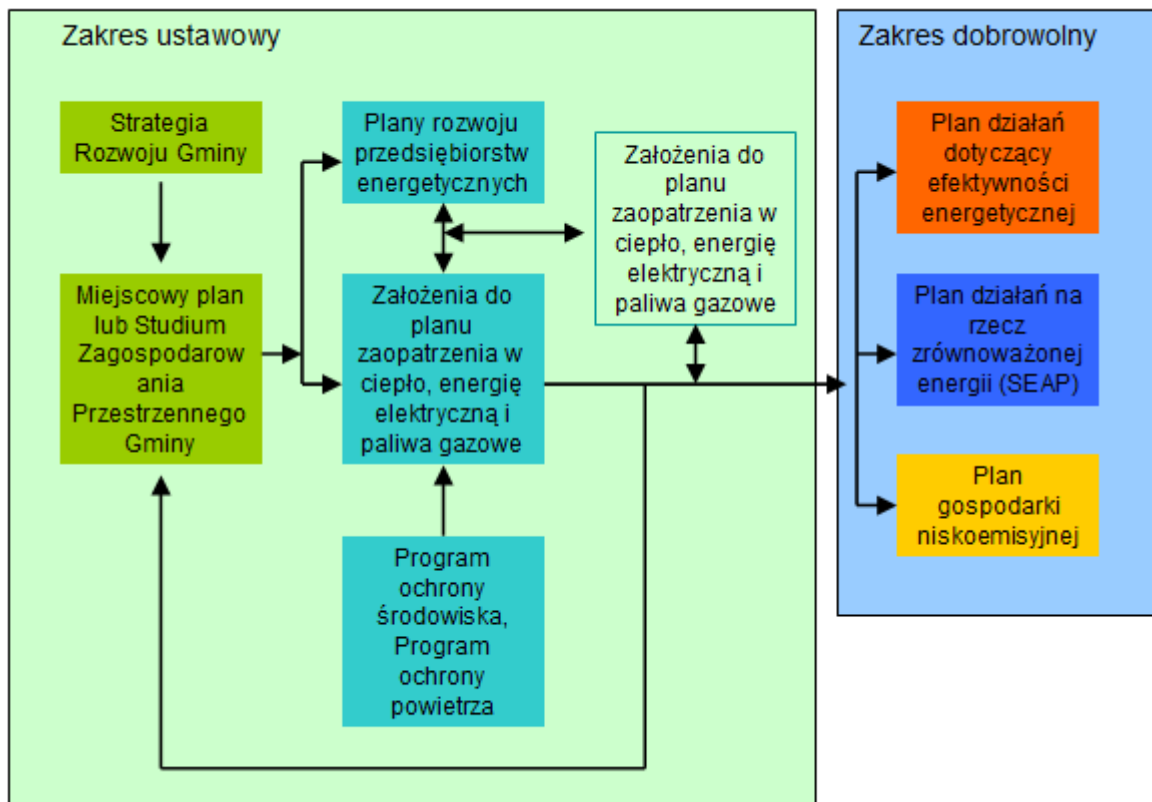 Zakres ustawowy
Strategia
Rozwoju Gminy
Miejscowy plan
lub Studium
Zagospodarow
ania
Przestrzennego
Gminy
Plany rozwoju
przedsiębiorstw
energetycznych
Założenia do
planu
zaopatrzenia w
ciepło, energię
elektryczną i
paliwa gazowe
Program
ochrony
środowiska,
Program
ochrony
powietrza
Założenia do
planu
zaopatrzenia w
ciepło, energię
elektryczną i
paliwa gazowe
Zakres dobrowolny
Plan działań
dotyczący
efektywności
energetycznej
Plan działań na
rzecz
zrównoważonej
energii (SEAP)
Plan
gospodarki
niskoemisyjnej